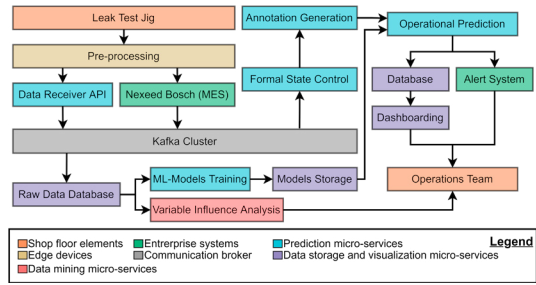 Leak Test Jig
Annotation Generation
Operational Prediction
Pre-processing
Data Receiver API
Nexeed Bosch (MES)
Formal State Control
Database
Alert System
Dashboarding
Kafka Cluster
Raw Data Database
ML-Models Training
Models Storage
Operations Team
Variable Influence Analysis
Legend
Shop floor elements
Entrerprise systems
Prediction micro-services
Edge devices
Communication broker
Data storage and visualization micro-services
Data mining micro-services